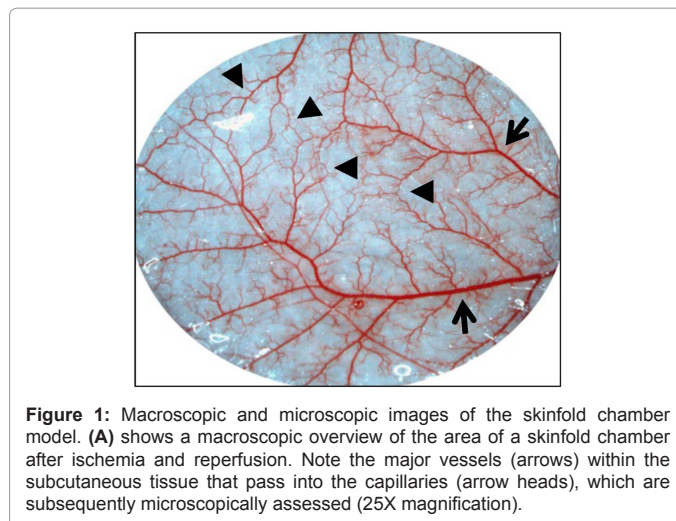 Figure 1: Macroscopic and microscopic images of the skinfold chamber
model. (A) shows a macroscopic overview of the area of a skinfold chamber
after ischemia and reperfusion. Note the major vessels (arrows) within the
subcutaneous tissue that pass into the capillaries (arrow heads), which are
subsequently microscopically assessed (25X magnification).